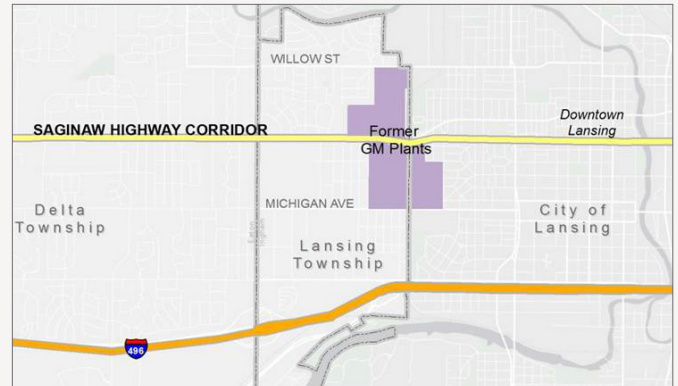 WILLOW ST
Downtown
Lansing
SAGINAW HIGHWAY CORRIDOR
Former
GM Plants
MICHIGAN AVE
Delta
Township
City of
Lansing
Lansing
Township
496